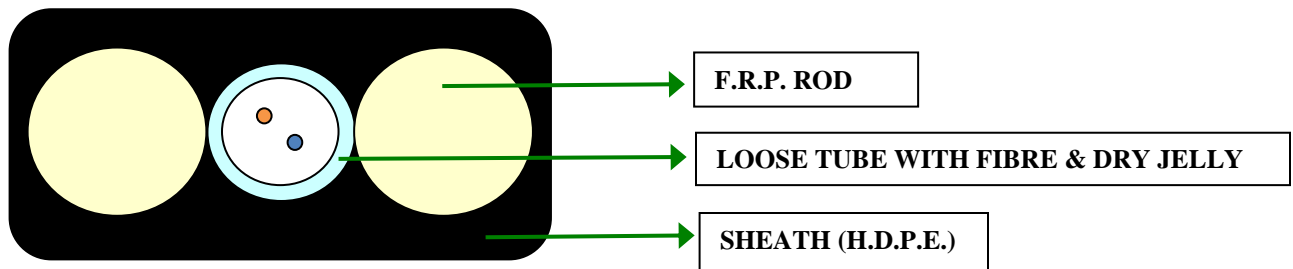 F.R.P. ROD
LOOSE TUBE WITH FIBRE & DRY JELLY
SHEATH (H.D.P.E.)